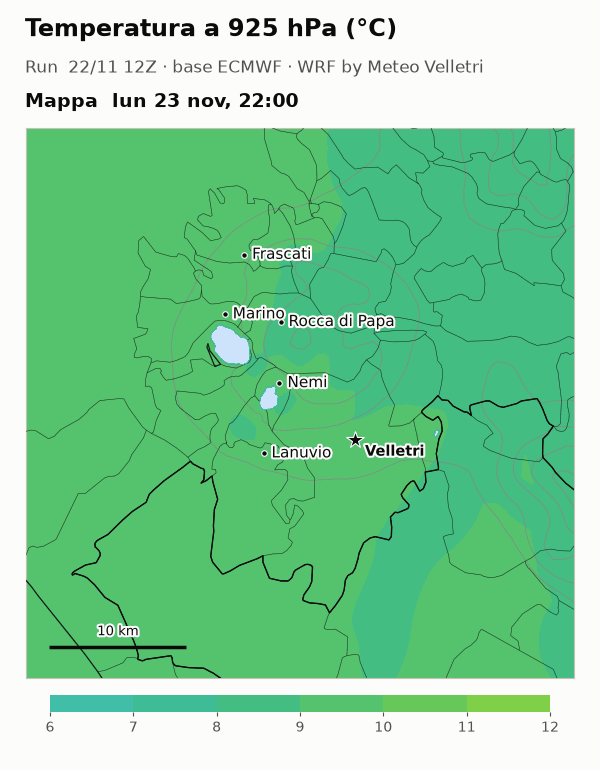 Temperatura a 925 hPa (°C)
Run  22/11 12Z · base ECMWF · WRF by Meteo Velletri
Mappa  lun 23 nov, 22:00
Frascati
Marino
Rocca di Papa
Nemi
Velletri
Lanuvio
10 km
6 7 8 9 10 11 12